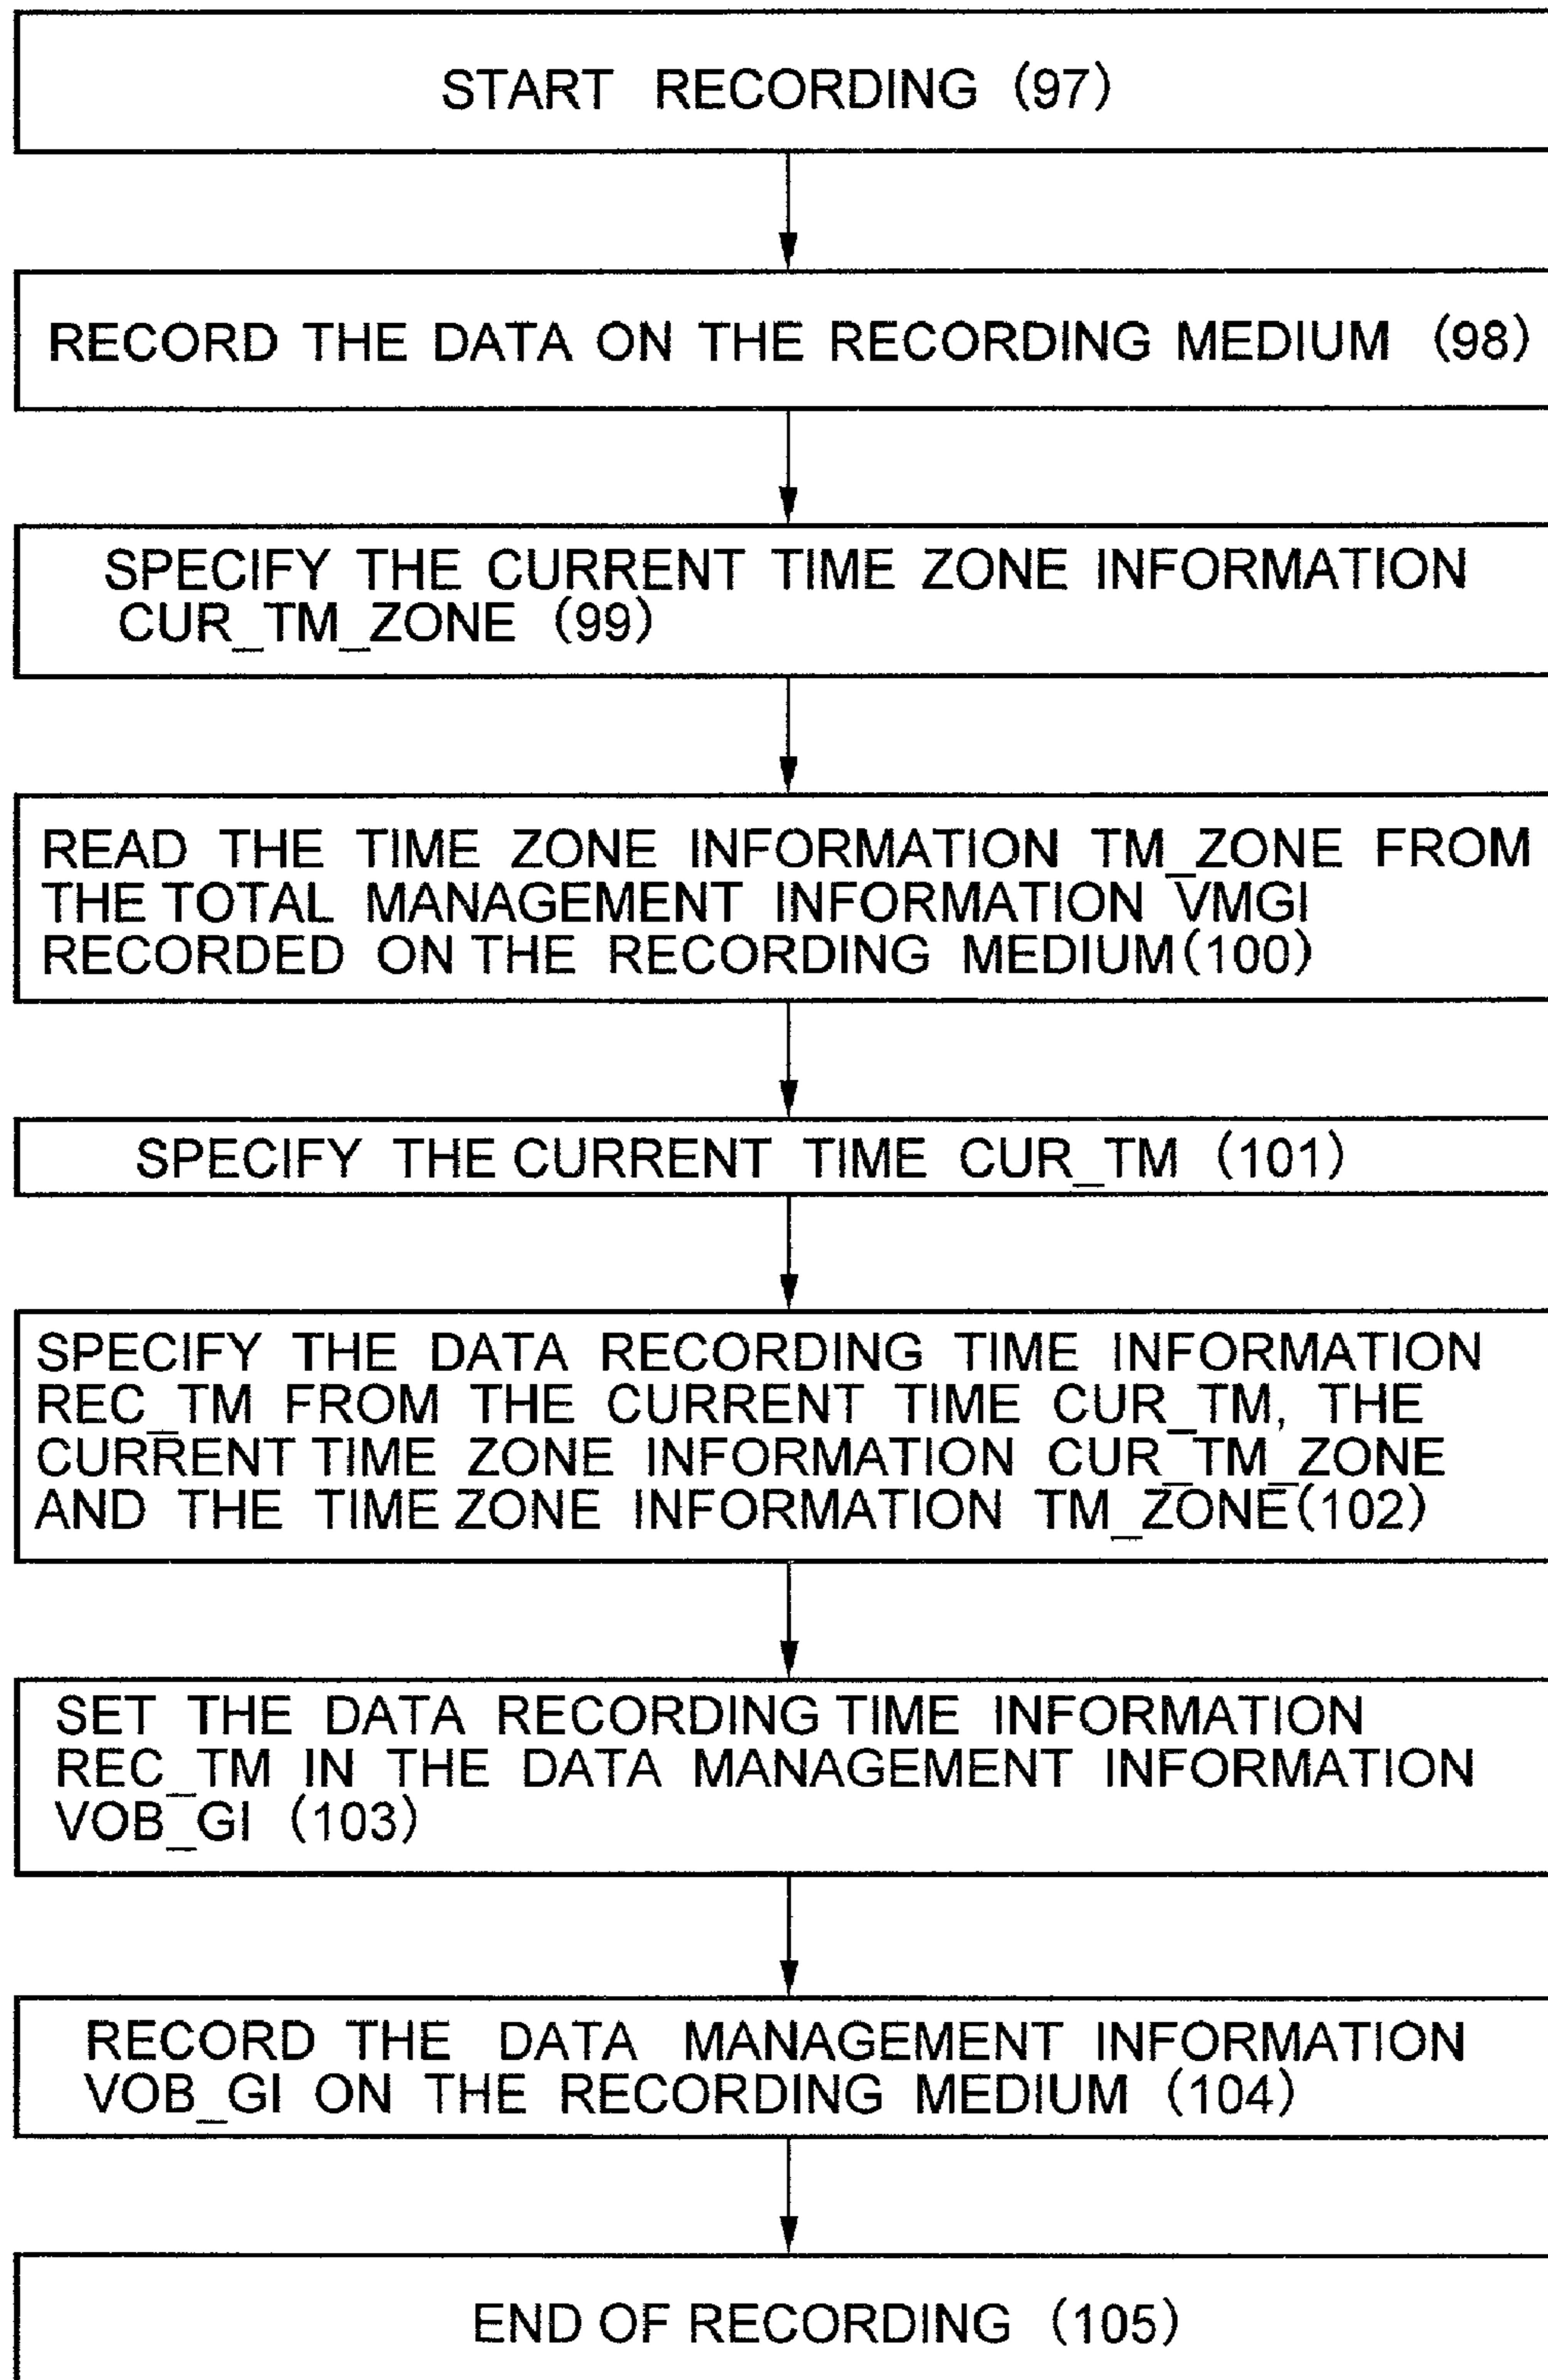 START RECORDING (97)
RECORD THE DATA ON THE RECORDING MEDIUM (98)
SPECIFY THE CURRENT TIME ZONE INFORMATION
CUR_TM_ZONE (99)
READ THE TIME ZONE INFORMATION TM_ZONE FROM
THE TOTAL MANAGEMENT INFORMATION VMGI
RECORDED ON THE RECORDING MEDIUM(100)
SPECIFY THE CURRENT TIME CUR_TM (101)
SPECIFY THE DATA RECORDING TIME INFORMATION
REC_TM FROM THE CURRENT TIME CUR_TM, THE
CURRENT TIME ZONE INFORMATION CUR_TM_ZONE
AND THE TIME ZONE INFORMATION TM_ZONE(102)
SET THE DATA RECORDING TIME INFORMATION
REC_TM IN THE DATA MANAGEMENT INFORMATION
VOB_GI (103)
RECORD THE DATA MANAGEMENT INFORMATION
VOB_GI ON THE RECORDING MEDIUM (104)
END OF RECORDING (105)